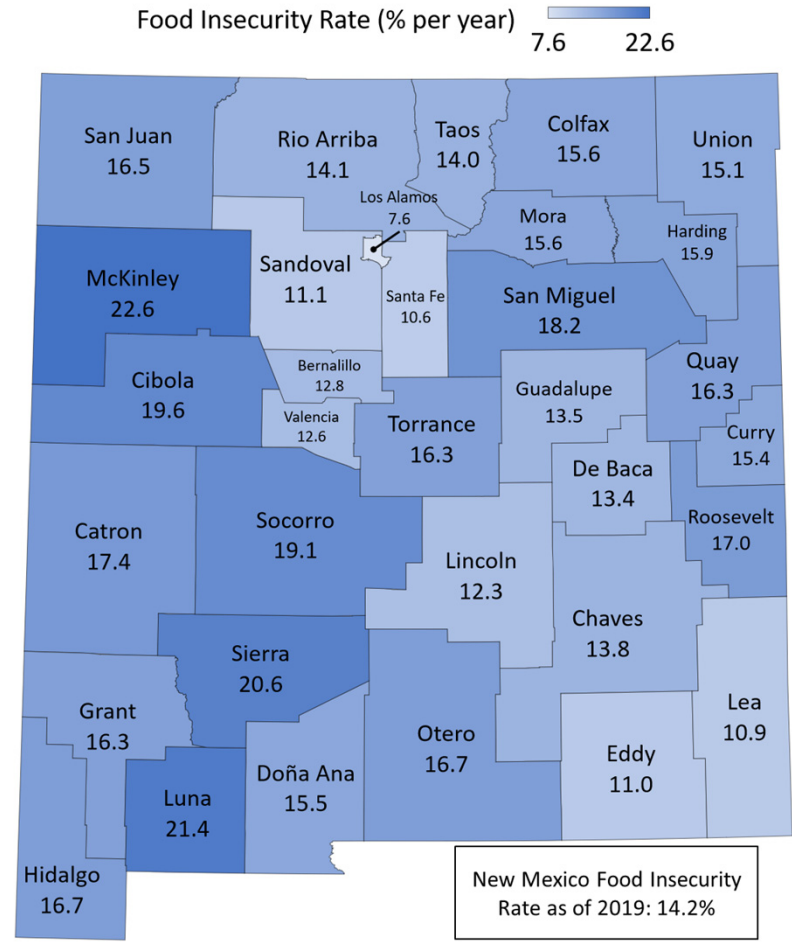 Food Insecurity Rate (% per year)
7.6
22.6
San Juan
16.5
Rio Arriba
14.1
Taos
14.0
Colfax
15.6
Union
15.1
Los Alamos
7.6
Mora
15.6
Harding
15.9
McKinley
22.6
Sandoval
11.1
Santa Fe
10.6
San Miguel
18.2
Cibola
19.6
Bernalillo
12.8
Valencia
12.6
Torrance
16.3
Guadalupe
13.5
Quay
16.3
Curry
15.4
De Baca
13.4
Roosevelt
17.0
Catron
17.4
Socorro
19.1
Lincoln
12.3
Chaves
13.8
Sierra
20.6
Grant
16.3
Luna
21.4
Doña Ana
15.5
Otero
16.7
Eddy
11.0
Lea
10.9
Hidalgo
16.7
New Mexico Food Insecurity
Rate as of 2019: 14.2%